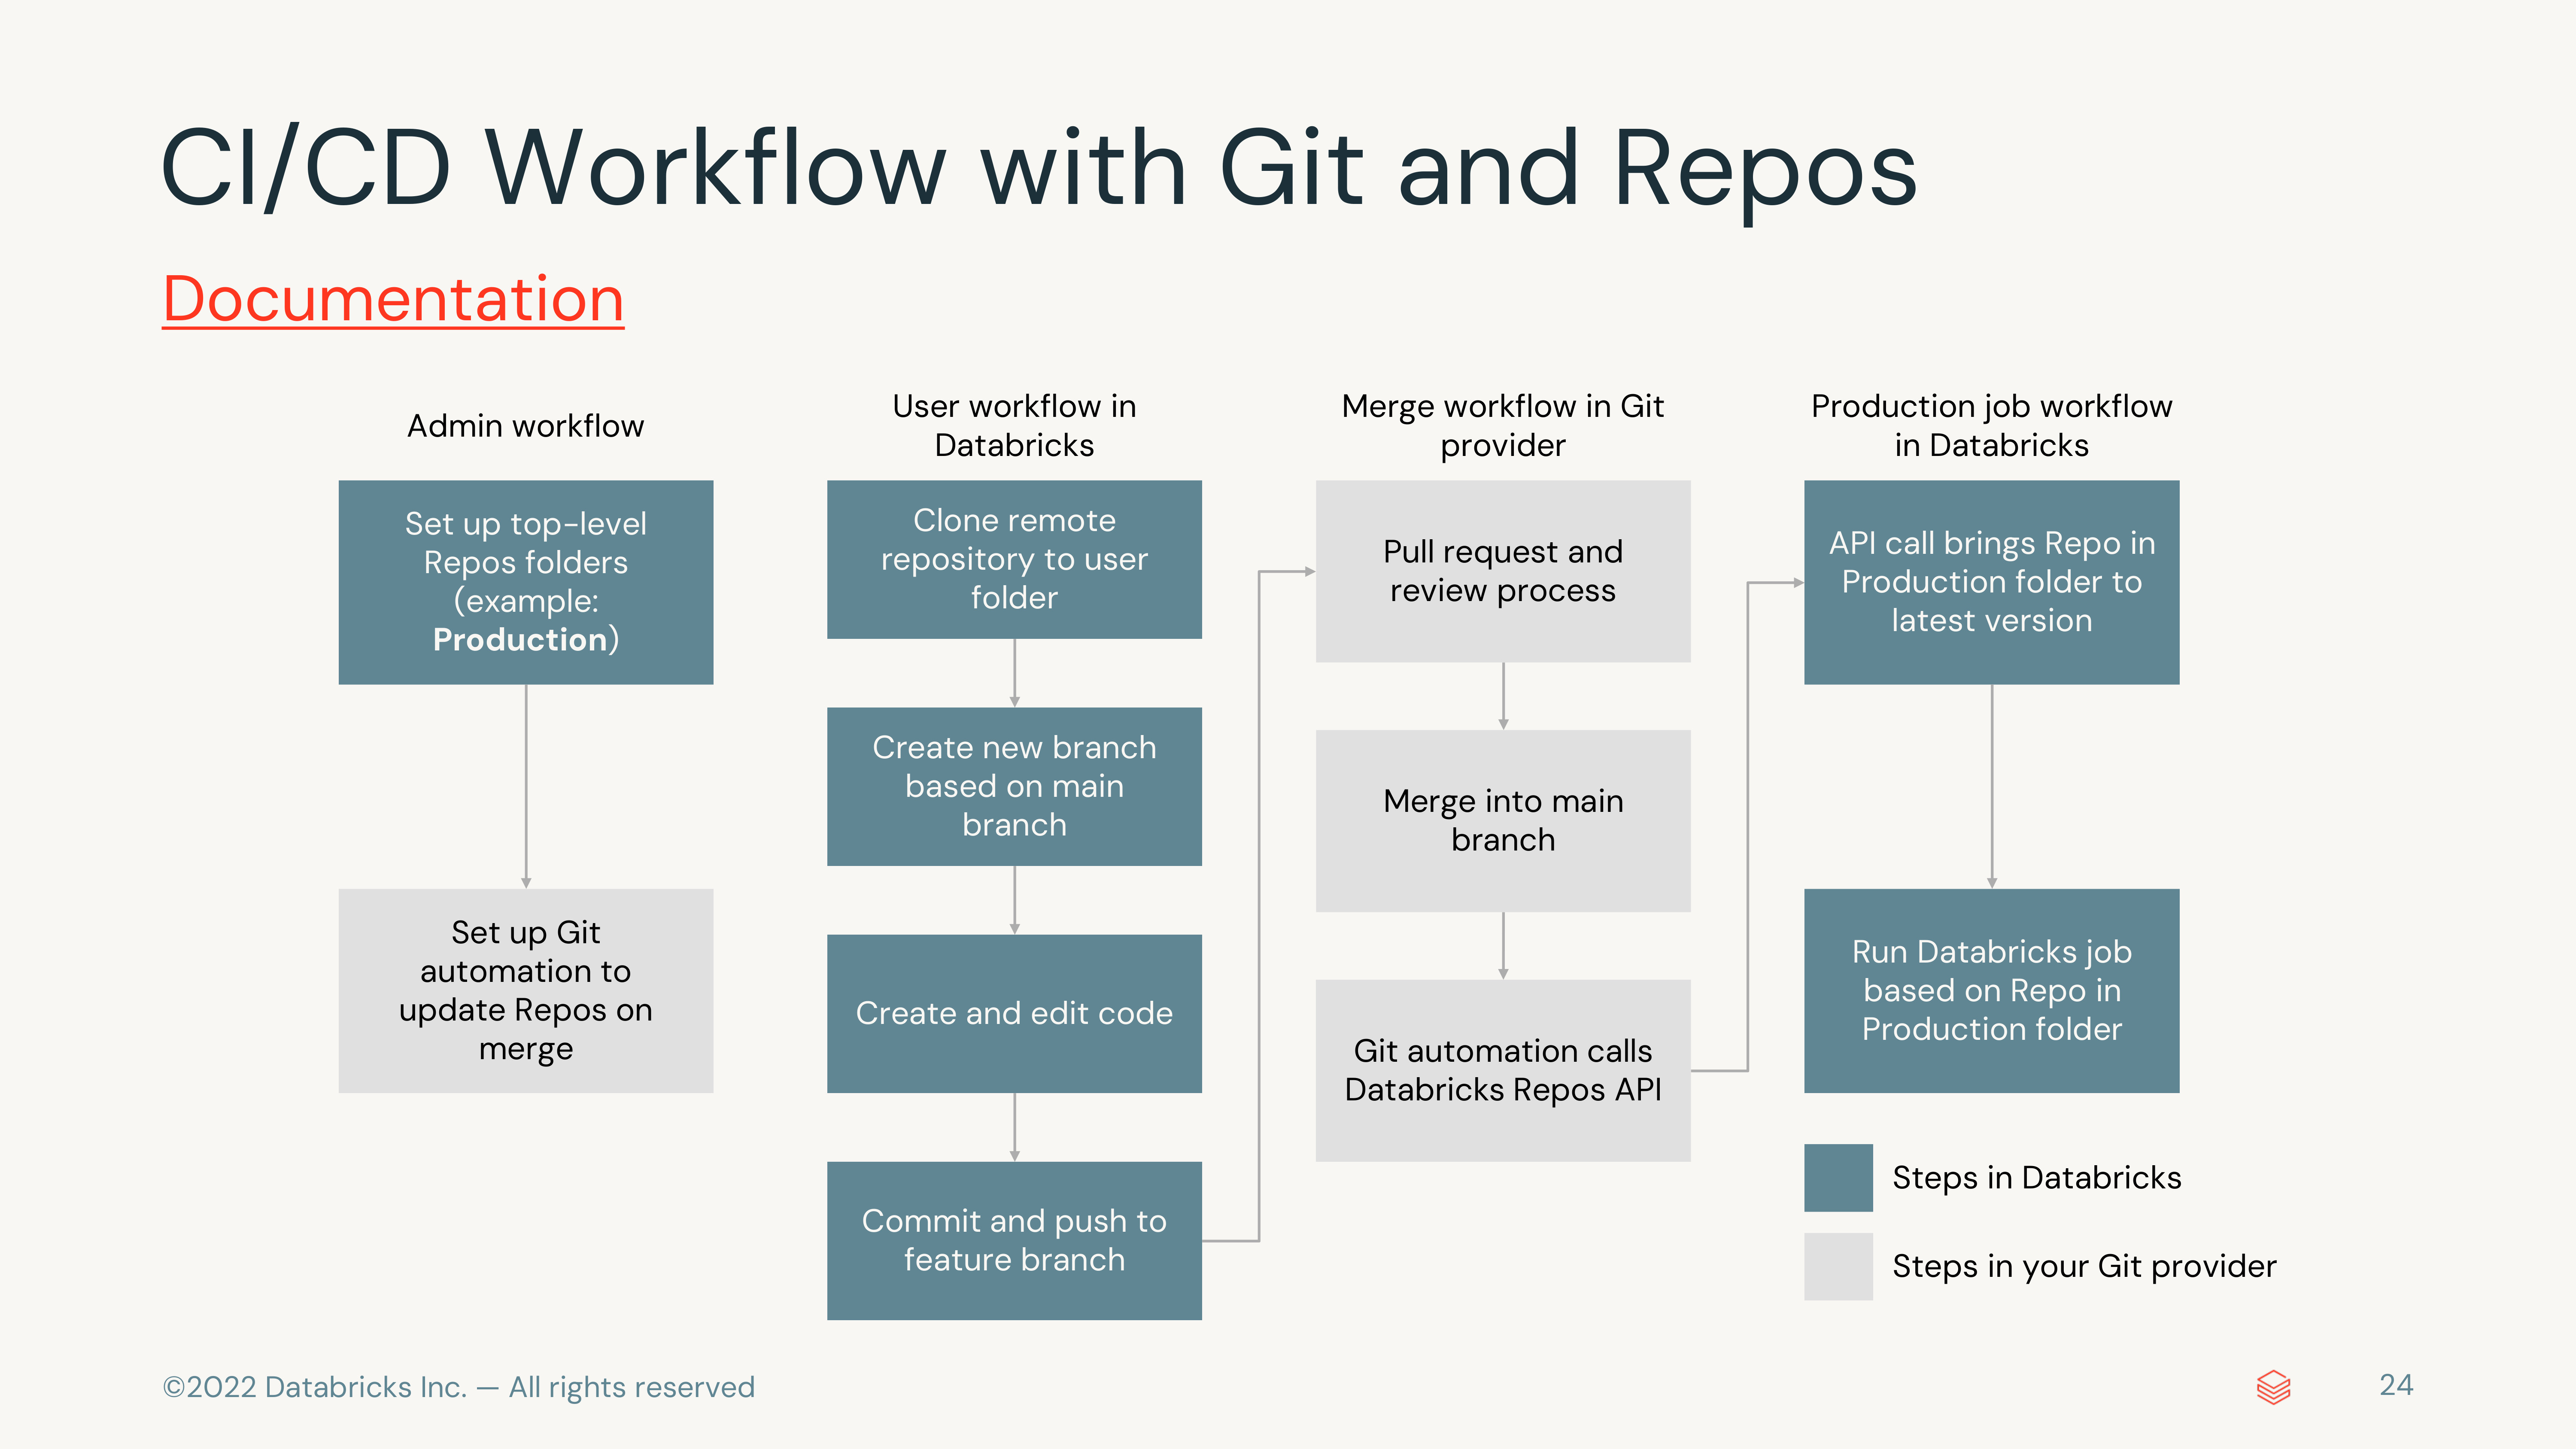 CI/CD Workflow with Git and Repos
Documentation
Admin workflow
Set up top-level
Repos folders
(example:
Production)
Set up Git
automation to
update Repos on
merge
User workflow in
Databricks
Clone remote
repository to user
folder
Create new branch
based on main
branch
Create and edit code
Commit and push to
feature branch
Merge workflow in Git
provider
Pull request and
review process
Merge into main
branch
Git automation calls
Databricks Repos API
Production job workflow
in Databricks
API call brings Repo in
Production folder to
latest version
Run Databricks job
based on Repo in
Production folder
Steps in Databricks
Steps in your Git provider
©2022 Databricks Inc. — All rights reserved
24